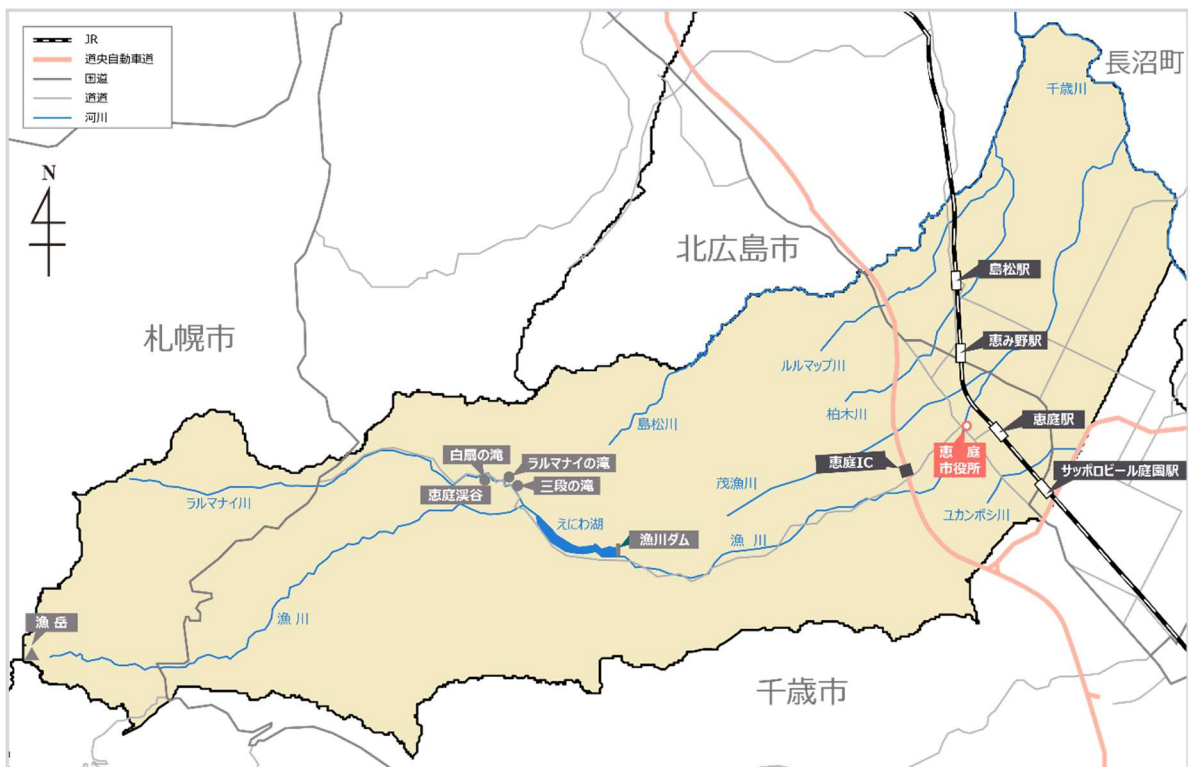 JR
道央自動車道
国道
道道
河川
N
長沼町
千歳川
北広島市
島松駅
札幌市
恵み野駅
ルルマップ川
柏木川
島松川
恵庭駅
恵庭
市役所
白扇の滝
ラルマナイの滝
恵庭IC
サッポロビール庭園駅
恵庭渓谷
三段の滝
ラルマナイ川
茂漁川
ユカンボシ川
えにわ湖
漁川ダム
漁川
漁川
漁岳
千歳市